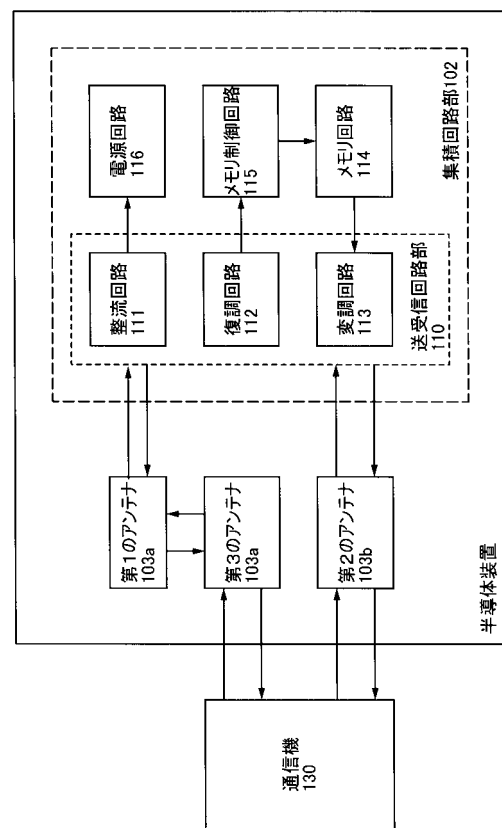 半導体装置
集積回路部102
送受信回路部
110
整流回路
111
電源回路
116
復調回路
112
メモリ制御回路
115
変調回路
113
メモリ回路
114
第1のアンテナ
103a
第3のアンテナ
103a
第2のアンテナ
103b
通信機
130